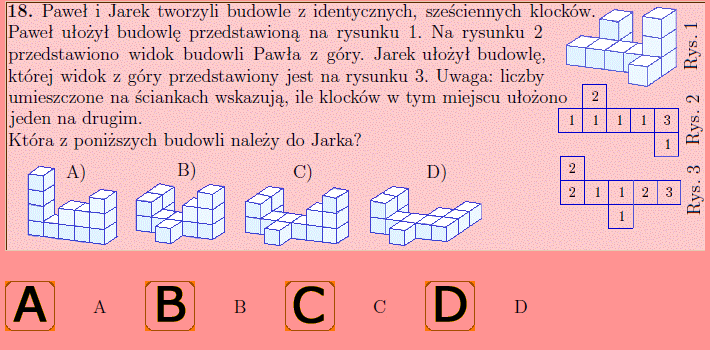 18. Paweł i Jarek tworzyli budowle z identycznych, sześciennych klocków.
Paweł ułożył budowlę przedstawioną na rysunku 1. Na rysunku 2
przedstawiono widok budowli Pawła z góry. Jarek ułożył budowlę,
której widok z góry przedstawiony jest na rysunku 3. Uwaga: liczby
umieszczone na ściankach wskazują, ile klocków w tym miejscu ułożono
jeden na drugim.
Która z poniższych budowli należy do Jarka?
Rys. 1
2
1 1 1 1 3
1
Rys. 2
2
2 1 1 2 3
1
Rys. 3
A) B) C) D)
A A B B C C D D